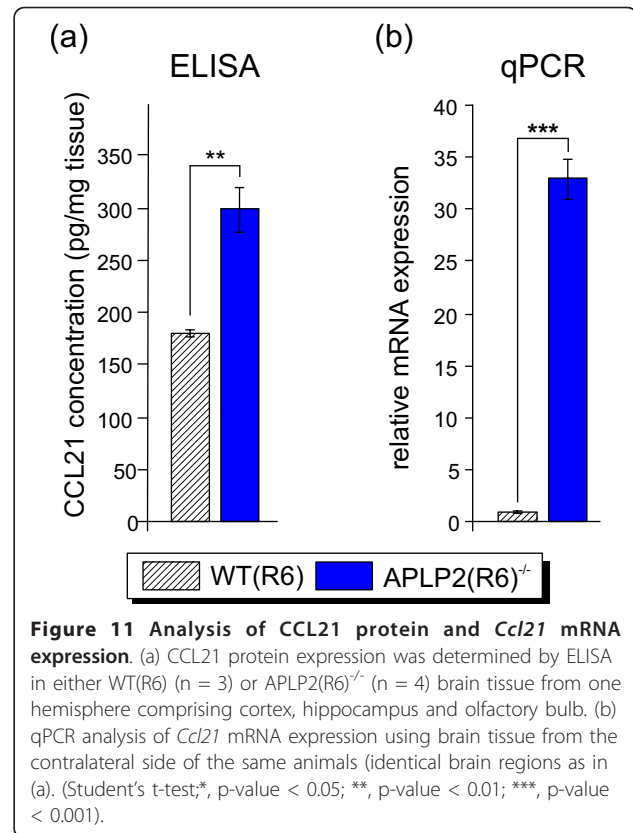 (a)
ELISA
CCL21 concentration (pg/mg tissue)
350
300
250
200
180
100
50
0
**
(b)
qPCR
relative mRNA expression
40
35
30
25
20
15
10
5
0
***
WT(R6) APLP2(R6)-/-
Figure 11 Analysis of CCL21 protein and Ccl21 mRNA
expression. (a) CCL21 protein expression was determined by ELISA
in either WT(R6) (n = 3) or APLP2(R6)-/- (n = 4) brain tissue from one
hemisphere comprising cortex, hippocampus and olfactory bulb. (b)
qPCR analysis of Ccl21 mRNA expression using brain tissue from the
contralateral side of the same animals (identical brain regions as in
(a). (Student's t-test;*, p-value < 0.05; **, p-value < 0.01; ***, p-value
< 0.001).